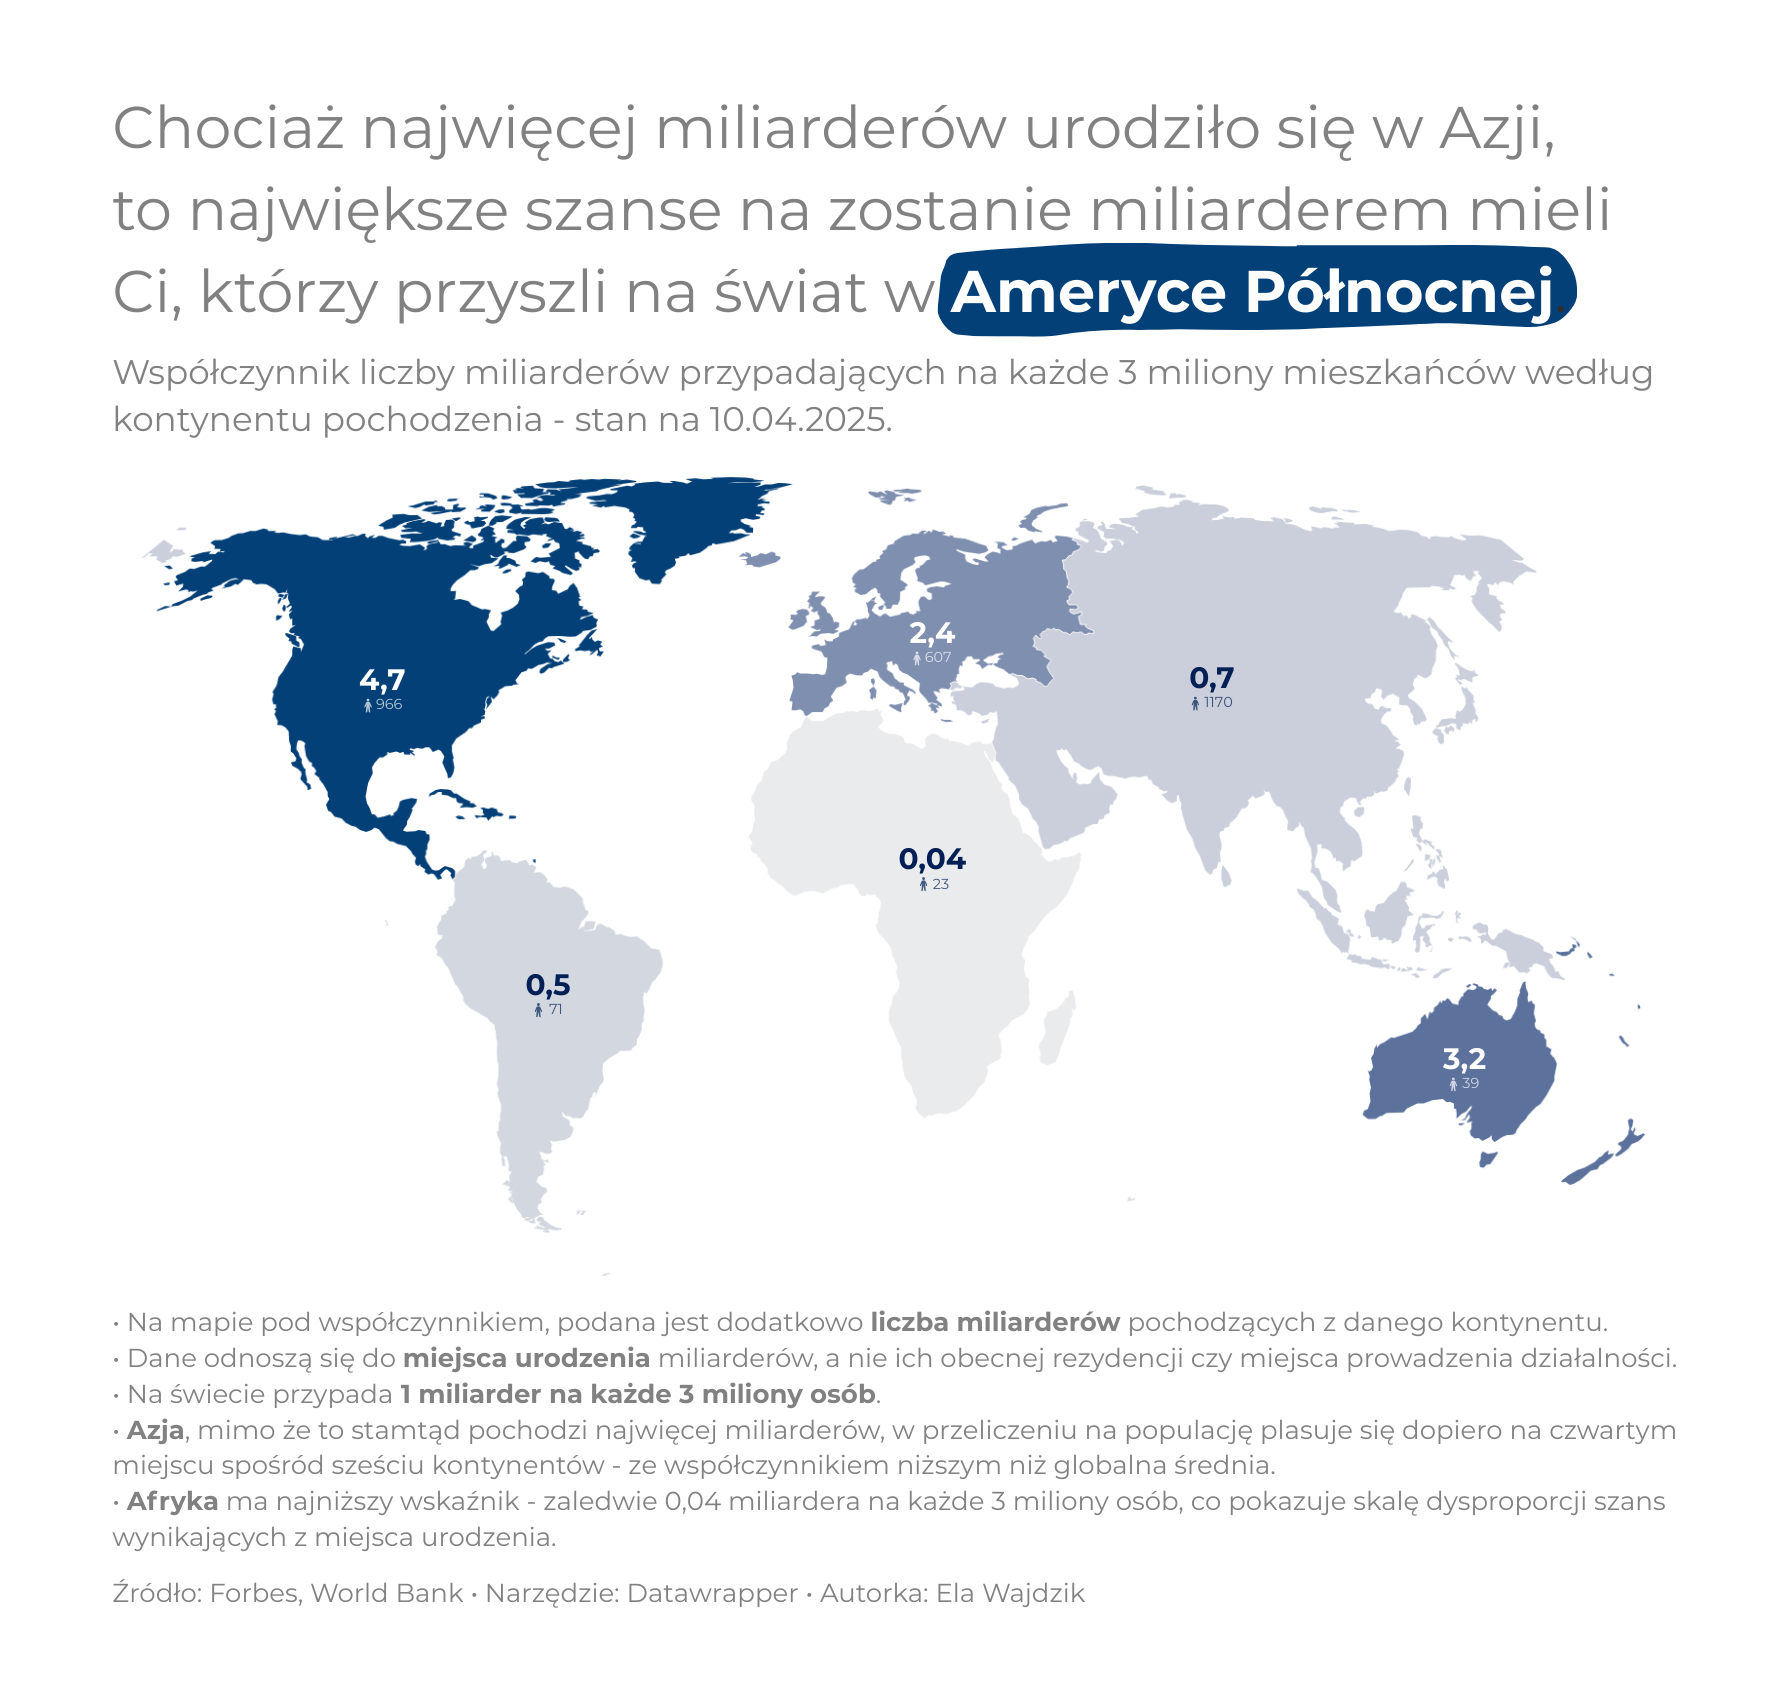 Chociaż najwięcej miliarderów urodziło się w Azji,
to największe szanse na zostanie miliarderem mieli
Ci, którzy przyszli na świat w Ameryce Północnej.
Współczynnik liczby miliarderów przypadających na każde 3 miliony mieszkańców według
kontynentu pochodzenia - stan na 10.04.2025.
2,4
607
4,7
966
0,7
1170
0,04
23
0,5
71
3,2
39
• Na mapie pod współczynnikiem, podana jest dodatkowo liczba miliarderów pochodzących z danego kontynentu.
• Dane odnoszą się do miejsca urodzenia miliarderów, a nie ich obecnej rezydencji czy miejsca prowadzenia działalności.
• Na świecie przypada 1 miliarder na każde 3 miliony osób.
• Azja, mimo że to stamtąd pochodzi najwięcej miliarderów, w przeliczeniu na populację plasuje się dopiero na czwartym
miejscu spośród sześciu kontynentów - ze współczynnikiem niższym niż globalna średnia.
• Afryka ma najniższy wskaźnik - zaledwie 0,04 miliardera na każde 3 miliony osób, co pokazuje skalę dysproporcji szans
wynikających z miejsca urodzenia.
Źródło: Forbes, World Bank • Narzędzie: Datawrapper • Autorka: Ela Wajdzik